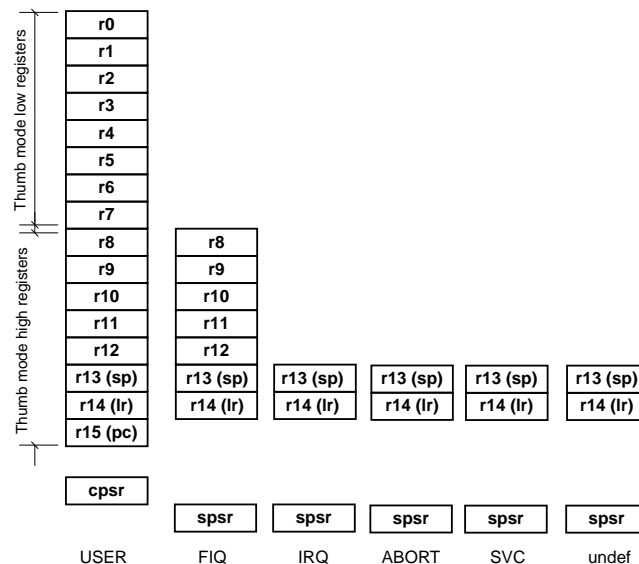 Thumb mode low registers
r0
r1
r2
r3
r4
r5
r6
r7
Thumb mode high registers
r8 r8
r9 r9
r10 r10
r11 r11
r12 r12
r13 (sp) r13 (sp) r13 (sp) r13 (sp) r13 (sp) r13 (sp)
r14 (lr) r14 (lr) r14 (lr) r14 (lr) r14 (lr) r14 (lr)
r15 (pc)
cpsr
spsr spsr spsr spsr spsr
USER FIQ IRQ ABORT SVC undef